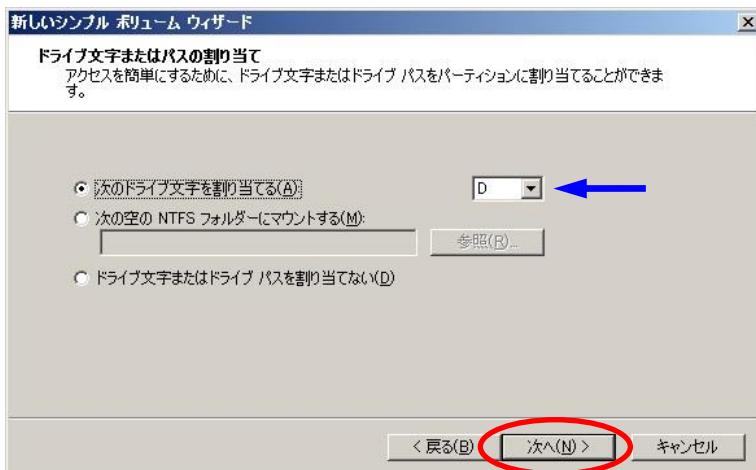 新しいシンプル ボリューム ウィザード
ドライブ文字またはパスの割り当て
アクセスを簡単にするために、ドライブ文字またはドライブ パスをパーティションに割り当てることができま
す。
次のドライブ文字を割り当てる(A): D
次の空の NTFS フォルダーにマウントする(M):
参照(R)...
ドライブ文字またはドライブ パスを割り当てない(D)
< 戻る(B) 次へ(N) > キャンセル